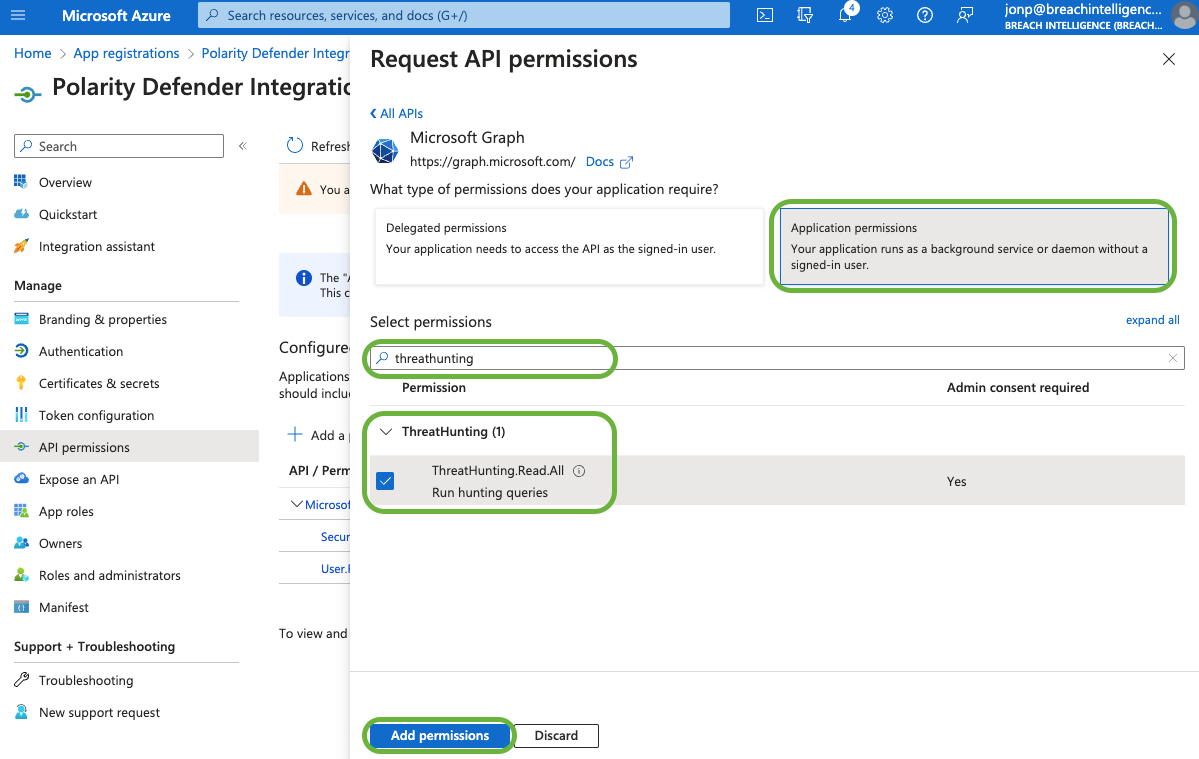 Microsoft Azure
Search resources, services, and docs (G+/)
4
jonp@breachintelligenc...
BREACH INTELLIGENCE (BREACH...
Home > App registrations > Polarity Defender Integr
Polarity Defender Integratio
Search
«
Overview
Quickstart
Integration assistant
Manage
Branding & properties
Authentication
Certificates & secrets
Token configuration
API permissions
Expose an API
App roles
Owners
Roles and administrators
Manifest
Support + Troubleshooting
Troubleshooting
New support request
Refresh
You a
The "A
This c
Configured
Applications
should inclu
Add a p
API / Perm
Microsof
Secur
User.R
To view and
Request API permissions
All APIs
Microsoft Graph
https://graph.microsoft.com/ Docs
What type of permissions does your application require?
Delegated permissions
Your application needs to access the API as the signed-in user.
Application permissions
Your application runs as a background service or daemon without a
signed-in user.
Select permissions
expand all
threathunting
Permission
Admin consent required
ThreatHunting (1)
ThreatHunting.Read.All
Run hunting queries
Yes
Add permissions
Discard